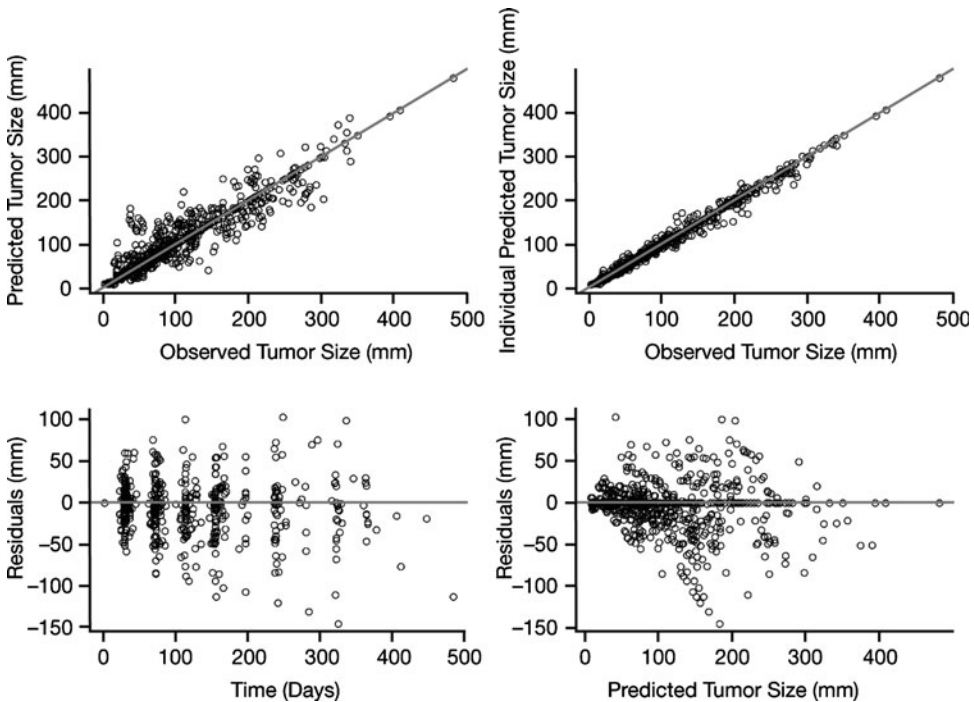 Predicted Tumor Size (mm)
400
300
200
100
0
0 100 200 300 400 500
Observed Tumor Size (mm)
Individual Predicted Tumor Size (mm)
400
300
200
100
0
0 100 200 300 400 500
Observed Tumor Size (mm)
Residuals (mm)
100
50
0
−50
−100
−150
0 100 200 300 400 500
Time (Days)
Residuals (mm)
100
50
0
−50
−100
−150
0 100 200 300 400
Predicted Tumor Size (mm)